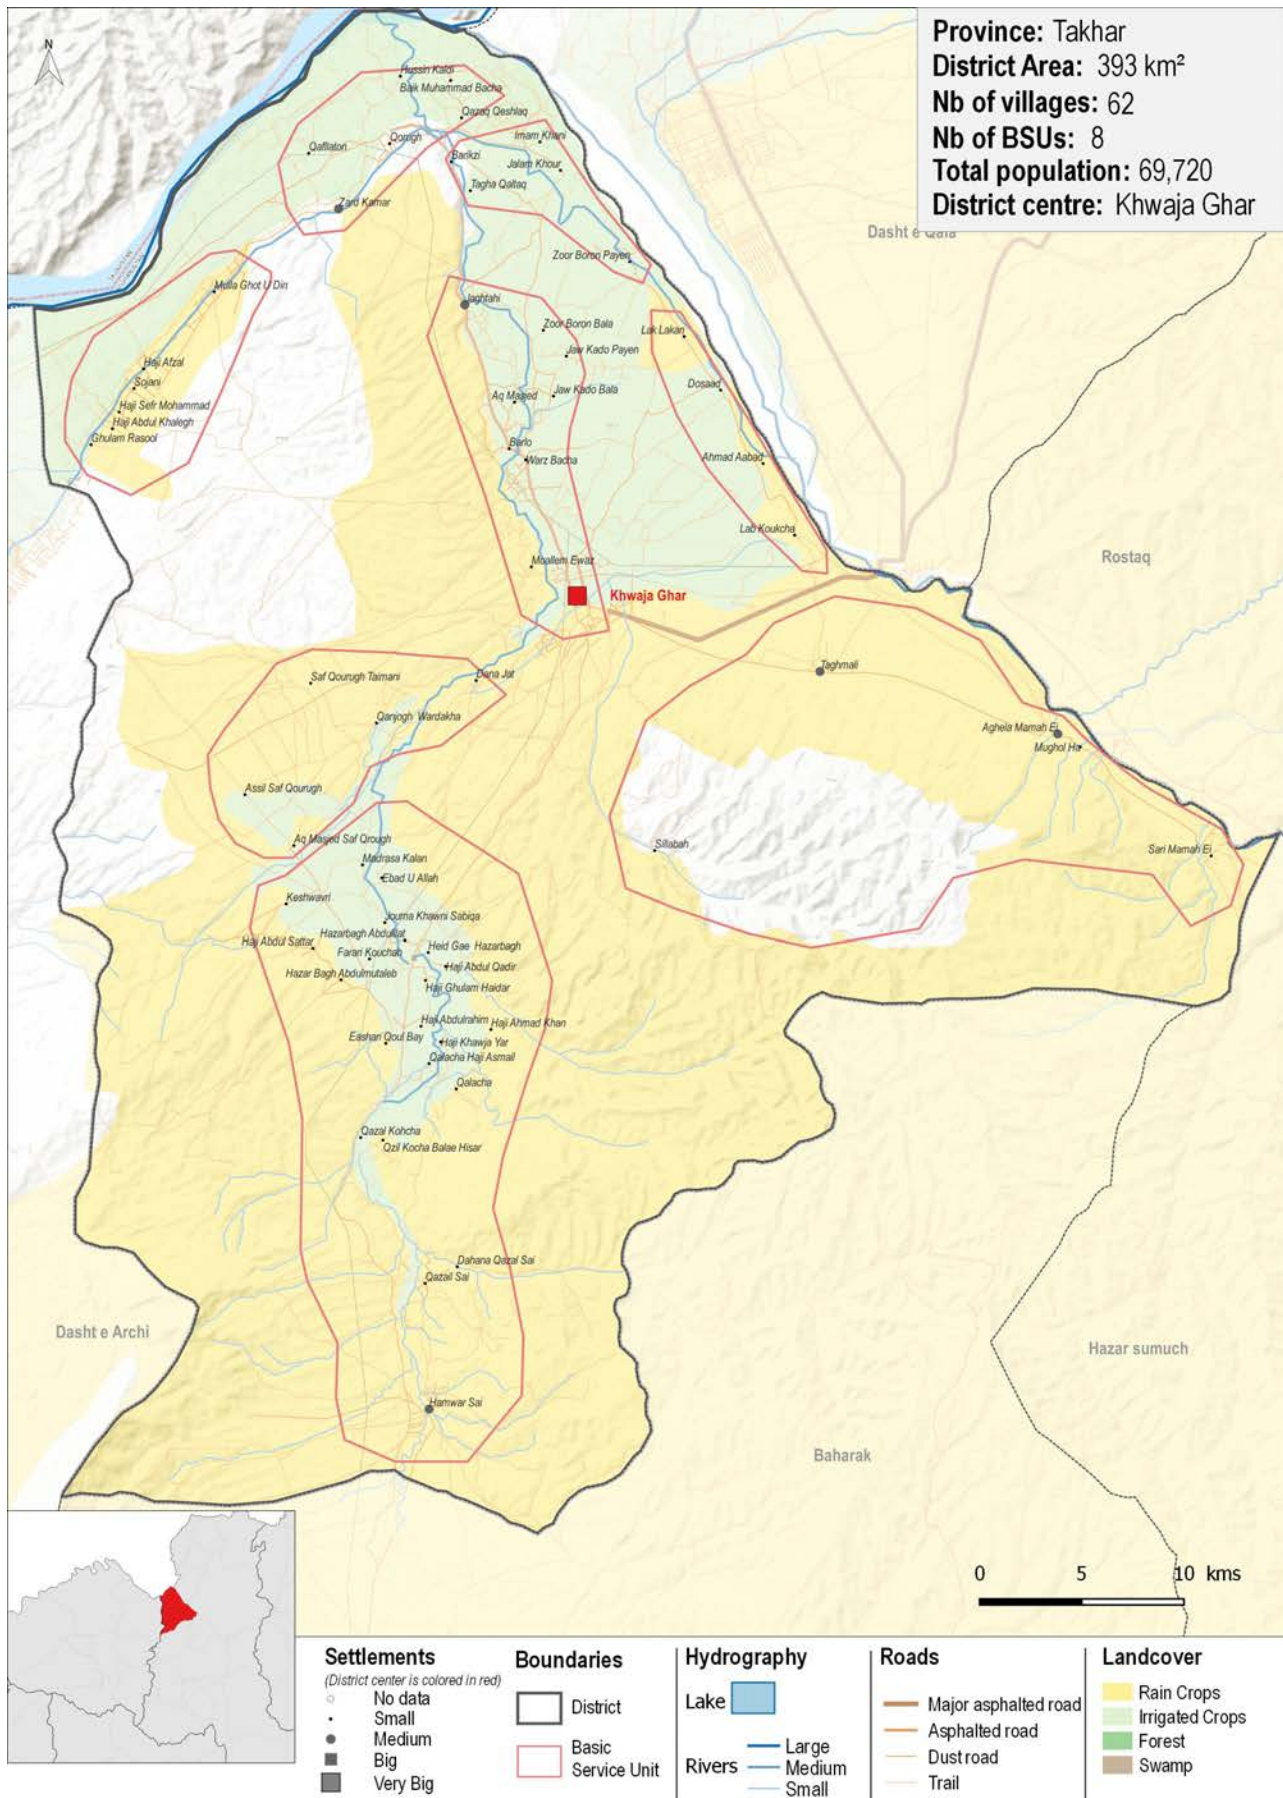 Province: Takhar
District Area: 393 km²
Nb of villages: 62
Nb of BSUs: 8
Total population: 69,720
District centre: Khwaja Ghar
N
Hussin Kaldi
Baik Muhammad Bacha
Qazaq Qeshlaq
Qorogh
Qafilaton
Imam Khani
Barikzi
Jalam Khour
Tagha Qaltaq
Zard Kamar
Dasht e Qala
Zoor Boron Payen
Mulla Ghot U Din
Jaghtahi
Zoor Boron Bala
Lak Lakan
Jaw Kado Payen
Haji Afzal
Sojani
Dosaad
Jaw Kado Bala
Aq Masjed
Haji Sefr Mohammad
Haji Abdul Khalegh
Ghulam Rasool
Barlo
Warz Bacha
Ahmad Aabad
Lab Koukcha
Moallem Ewaz
Rostaq
Khwaja Ghar
Saf Qourugh Taimani
Dana Jat
Taghmali
Qanjogh Wardakha
Aghela Mamah Ei
Mughol Ha
Assil Saf Qourugh
Aq Masjed Saf Qrough
Sillabah
Sari Mamah Ei
Madrasa Kalan
Ebad U Allah
Keshwavri
Jouma Khawni Sabiqa
Hazarbagh Abdullat
Haji Abdul Sattar
Heid Gae Hazarbagh
Faran Kouchah
Haji Abdul Qadir
Hazar Bagh Abdulmutaleb
Haji Ghulam Haidar
Haji Abdulrahim
Haji Ahmad Khan
Eashan Qoul Bay
Haji Khawja Yar
Qalacha Haji Asmail
Qalacha
Qazal Kohcha
Qzil Kocha Balae Hisar
Dahana Qazal Sai
Qazail Sai
Dasht e Archi
Hazar sumuch
Hamwar Sai
Baharak
0 5 10 kms
Settlements
(District center is colored in red)
No data
Small
Medium
Big
Very Big
Boundaries
District
Basic
Service Unit
Hydrography
Lake
Rivers
Large
Medium
Small
Roads
Major asphalted road
Asphalted road
Dust road
Trail
Landcover
Rain Crops
Irrigated Crops
Forest
Swamp